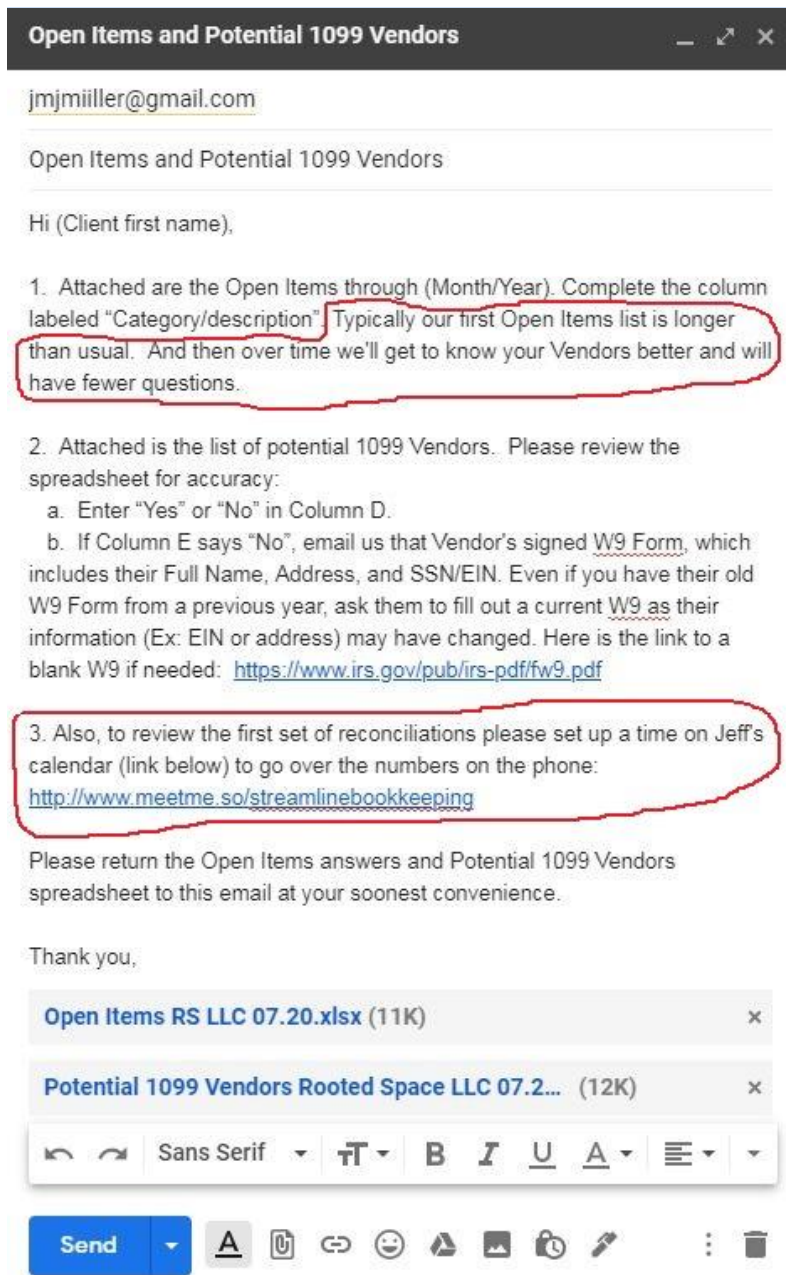 Open Items and Potential 1099 Vendors
jmjmiiller@gmail.com
Open Items and Potential 1099 Vendors
Hi (Client first name),
1.  Attached are the Open Items through (Month/Year). Complete the column
labeled “Category/description”. Typically our first Open Items list is longer
than usual.  And then over time we'll get to know your Vendors better and will
have fewer questions.
2.  Attached is the list of potential 1099 Vendors.  Please review the
spreadsheet for accuracy:
a.  Enter “Yes” or “No” in Column D.
b.  If Column E says “No”, email us that Vendor's signed W9 Form, which
includes their Full Name, Address, and SSN/EIN. Even if you have their old
W9 Form from a previous year, ask them to fill out a current W9 as their
information (Ex: EIN or address) may have changed. Here is the link to a
blank W9 if needed:  https://www.irs.gov/pub/irs-pdf/fw9.pdf
3. Also, to review the first set of reconciliations please set up a time on Jeff's
calendar (link below) to go over the numbers on the phone:
http://www.meetme.so/streamlinebookkeeping
Please return the Open Items answers and Potential 1099 Vendors
spreadsheet to this email at your soonest convenience.
Thank you,
Open Items RS LLC 07.20.xlsx (11K)
Potential 1099 Vendors Rooted Space LLC 07.2... (12K)
Sans Serif
Send